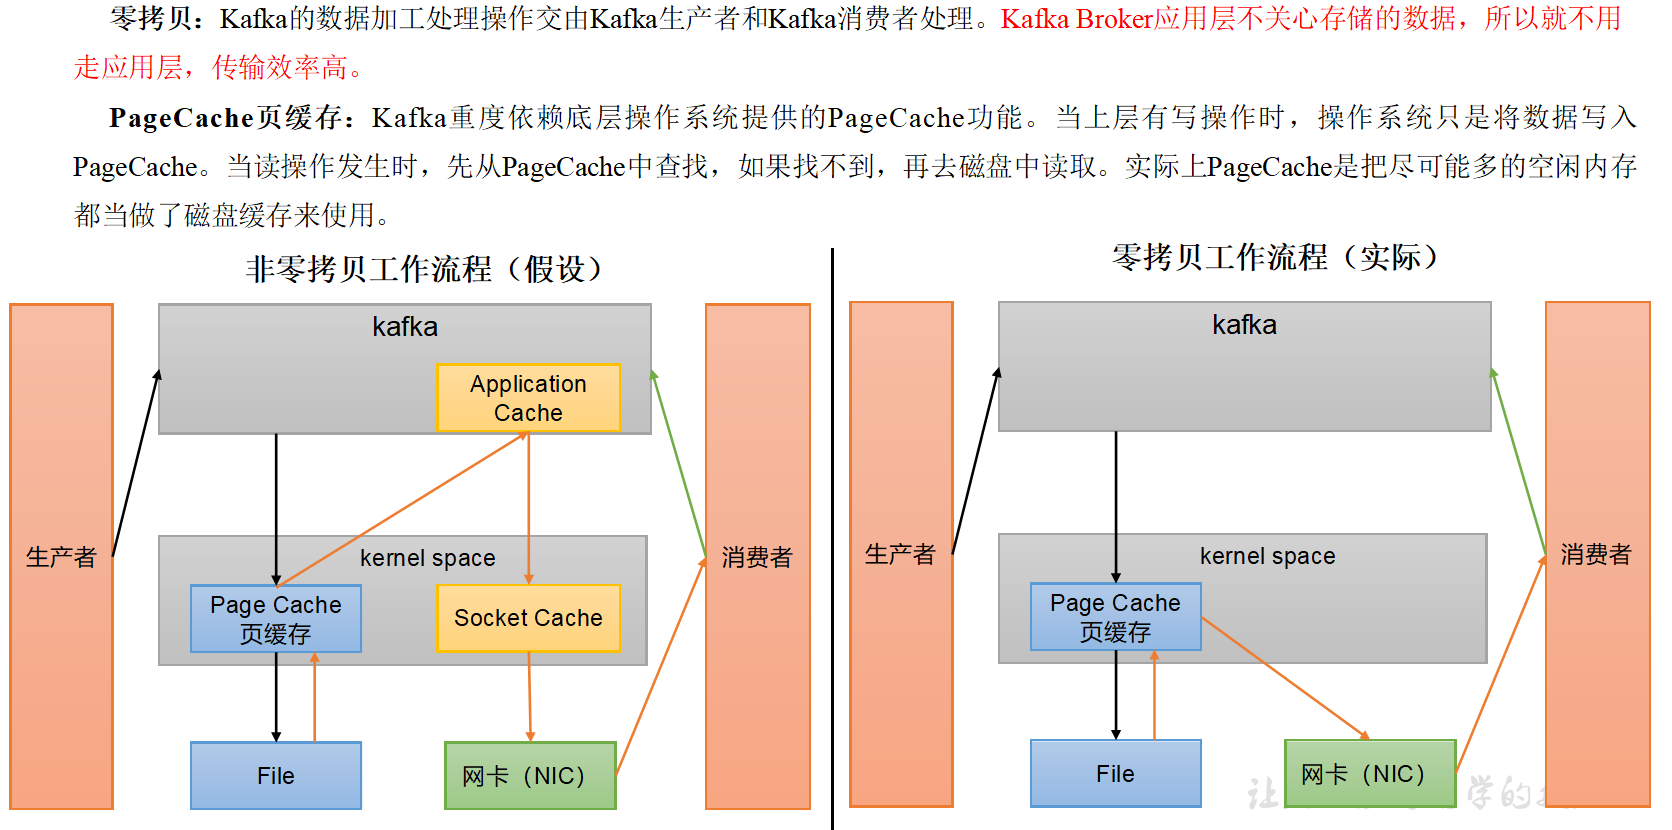 零拷贝：Kafka的数据加工处理操作交由Kafka生产者和Kafka消费者处理。Kafka Broker应用层不关心存储的数据，所以就不用
走应用层，传输效率高。
PageCache页缓存：Kafka重度依赖底层操作系统提供的PageCache功能。当上层有写操作时，操作系统只是将数据写入
PageCache。当读操作发生时，先从PageCache中查找，如果找不到，再去磁盘中读取。实际上PageCache是把尽可能多的空闲内存
都当做了磁盘缓存来使用。
非零拷贝工作流程（假设）
kafka
Application
Cache
生产者
kernel space
消费者
Page Cache
页缓存
Socket Cache
File
网卡（NIC）
零拷贝工作流程（实际）
kafka
生产者
kernel space
消费者
Page Cache
页缓存
File
网卡（NIC）
让
学的